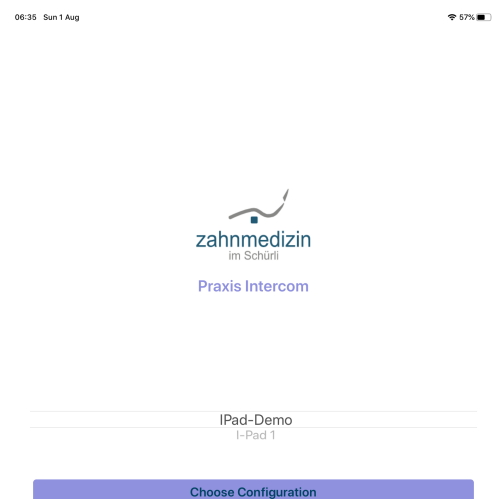 06:35 Sun 1 Aug 57%
zahnmedizin
im Schürli
Praxis Intercom
IPad-Demo
I-Pad 1
Choose Configuration